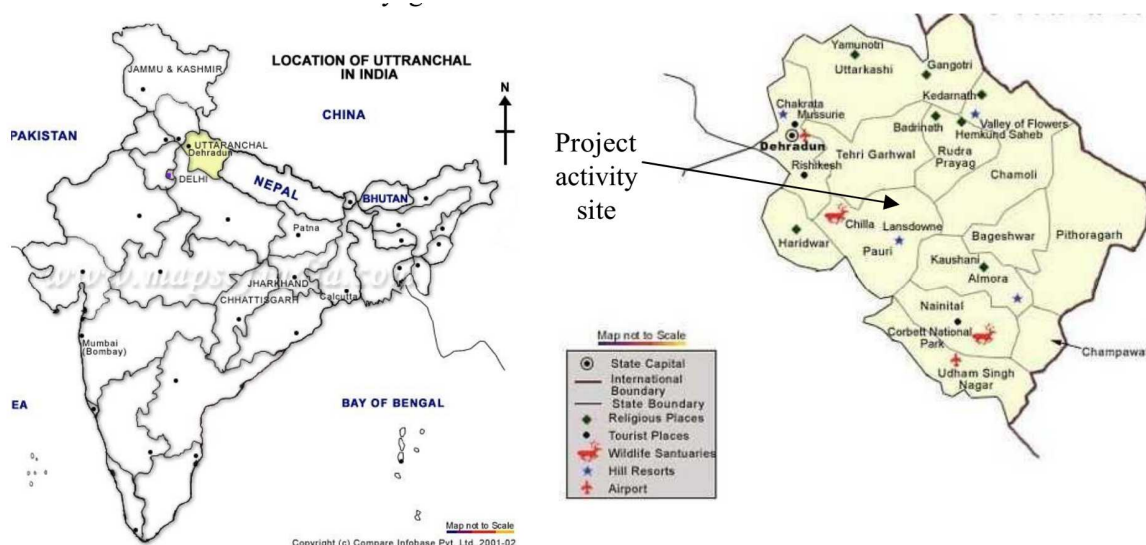 LOCATION OF UTTRANCHAL
IN INDIA
JAMMU & KASHMIR
CHINA
N
PAKISTAN
UTTARANCHAL
Dehradun
DELHI
NEPAL
BHUTAN
Patna
JHARKHAND
CHHATTISGARH
Calcutta
Mumbai
(Bombay)
EA
BAY OF BENGAL
Map not to Scale
Copyright (c) Compare Infobase Pvt. Ltd. 2001-02
Project
activity
site
Yamunotri
Uttarkashi
Gangotri
Kedarnath
Chakrata
Mussurie
Badrinath
Valley of Flowers
Hemkund Saheb
Dehradun
Tehri Garhwal
Rudra
Prayag
Rishikesh
Chamoli
Chilla
Lansdowne
Haridwar
Pauri
Bageshwar
Pithoragarh
Kaushani
Almora
Nainital
Corbett National
Park
Champawa
Udham Singh
Nagar
Map not to Scale
State Capital
International
Boundary
State Boundary
Religious Places
Tourist Places
Wildlife Santuaries
Hill Resorts
Airport